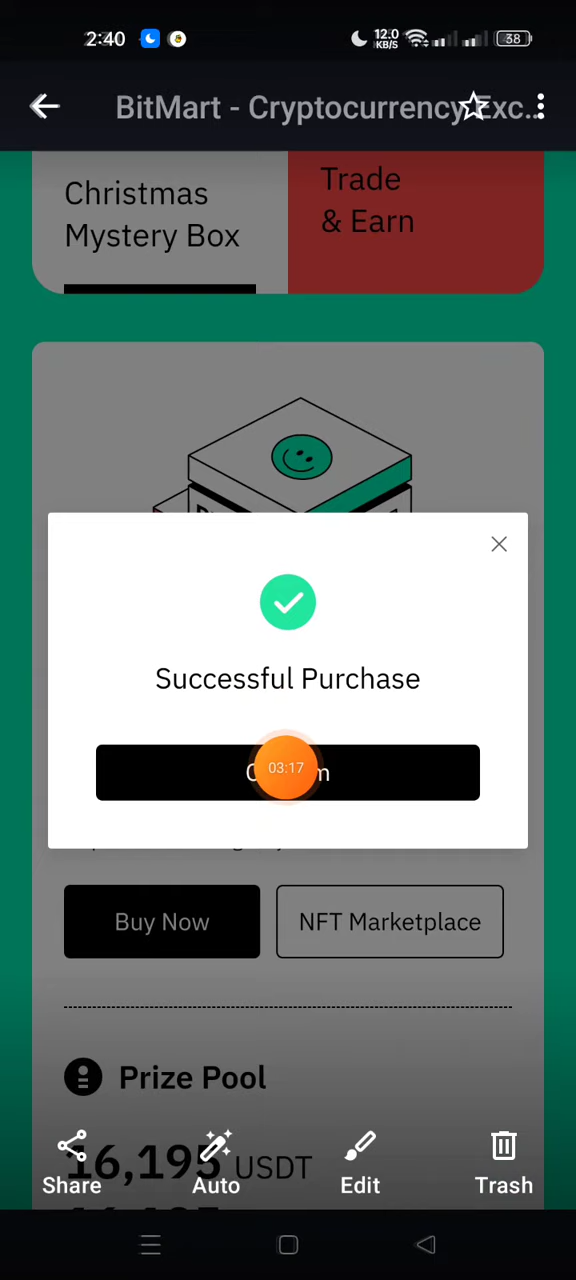 2:40
12.0
KB/S
38
BitMart - Cryptocurrency Exc...
Christmas
Mystery Box
Trade
& Earn
Successful Purchase
03:17
Buy Now
NFT Marketplace
Prize Pool
16,195 USDT
Share
Auto
Edit
Trash